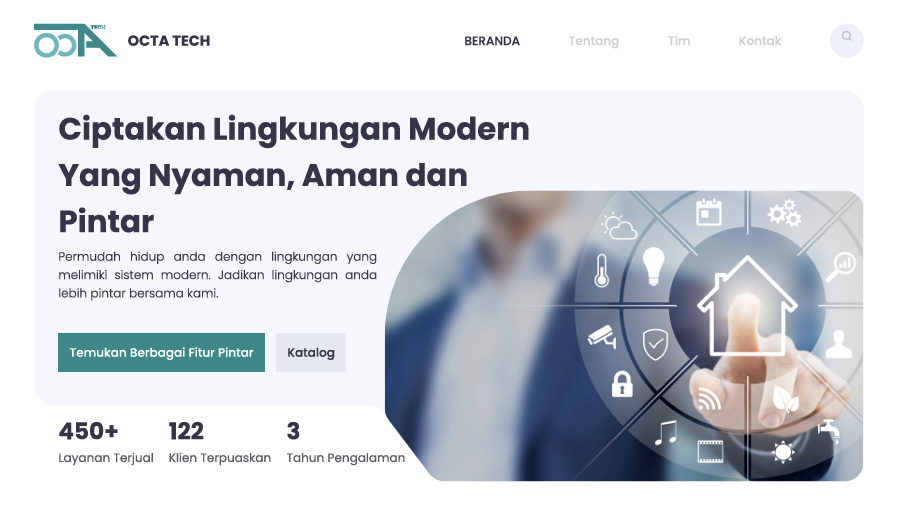 TECH
OCTA
OCTA TECH
BERANDA
Tentang
Tim
Kontak
Ciptakan Lingkungan Modern
Yang Nyaman, Aman dan
Pintar
Permudah hidup anda dengan lingkungan yang
melimiki sistem modern. Jadikan lingkungan anda
lebih pintar bersama kami.
Temukan Berbagai Fitur Pintar
Katalog
450+
122
3
Layanan Terjual
Klien Terpuaskan
Tahun Pengalaman